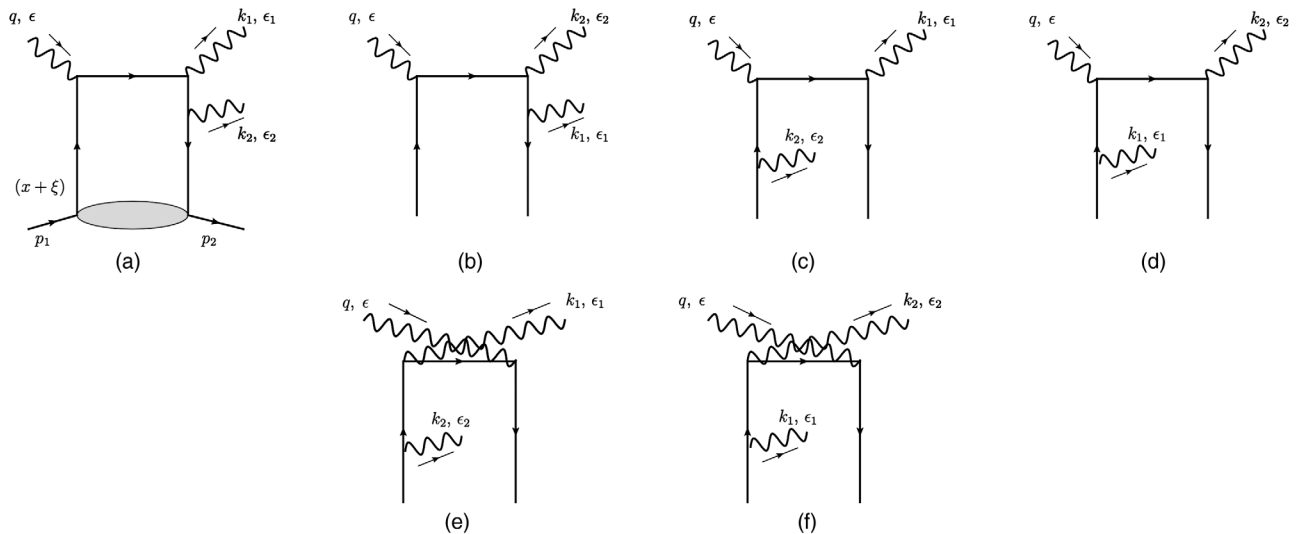 q, ϵ k₁, ϵ₁ k₂, ϵ₂ (x + ξ) p₁ p₂ (a)
q, ϵ k₂, ϵ₂ k₁, ϵ₁ (b)
q, ϵ k₁, ϵ₁ k₂, ϵ₂ (c)
q, ϵ k₂, ϵ₂ k₁, ϵ₁ (d)
q, ϵ k₁, ϵ₁ k₂, ϵ₂ (e)
q, ϵ k₂, ϵ₂ k₁, ϵ₁ (f)